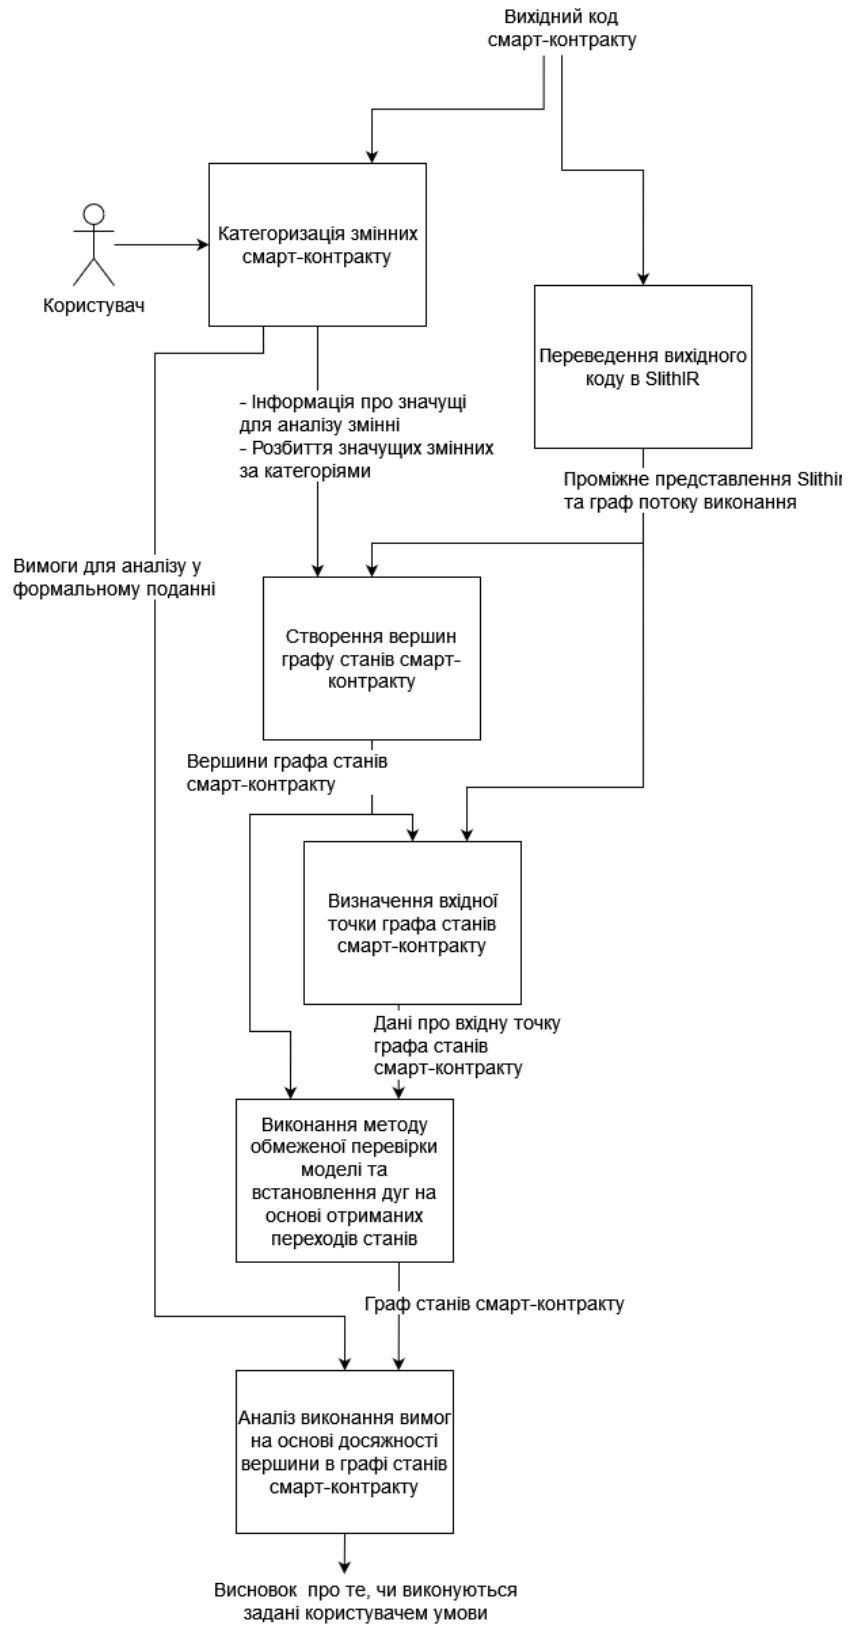 Вихідний код
смарт-контракту
Категоризація змінних
смарт-контракту
Користувач
Переведення вихідного
коду в SlithIR
- Інформація про значущі
для аналізу змінні
- Розбиття значущих змінних
за категоріями
Проміжне представлення Slithir
та граф потоку виконання
Вимоги для аналізу у
формальному поданні
Створення вершин
графу станів смарт-
контракту
Вершини графа станів
смарт-контракту
Визначення вхідної
точки графа станів
смарт-контракту
Дані про вхідну точку
графа станів
смарт-контракту
Виконання методу
обмеженої перевірки
моделі та
встановлення дуг на
основі отриманих
переходів станів
Граф станів смарт-контракту
Аналіз виконання вимог
на основі досяжності
вершини в графі станів
смарт-контракту
Висновок про те, чи виконуються
задані користувачем умови